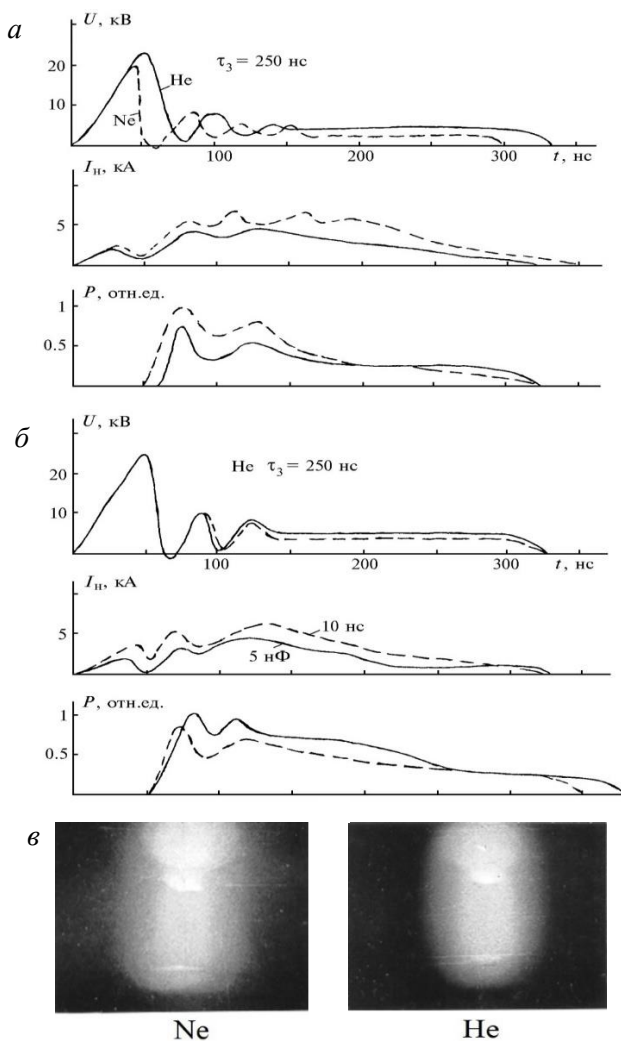 а
U, кВ
He
τ₃ = 250 нс
20
Ne
10
100
200
300
t, нс
Iн, кА
5
P, отн.ед.
1
0.5
б
U, кВ
He τ₃ = 250 нс
20
10
100
200
300
t, нс
Iн, кА
10 нс
5
5 нФ
P, отн.ед.
1
0.5
в
Ne
He